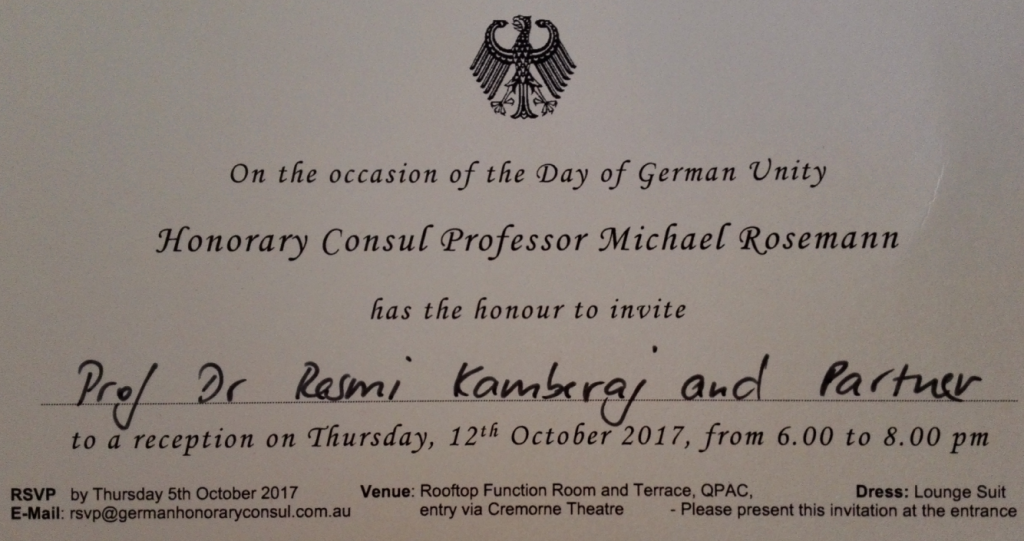 On the occasion of the Day of German Unity
Honorary Consul Professor Michael Rosemann
has the honour to invite
Prof Dr Rasmi Kamberaj and Partner
to a reception on Thursday, 12th October 2017, from 6.00 to 8.00 pm
RSVP by Thursday 5th October 2017 Venue: Rooftop Function Room and Terrace, QPAC, Dress: Lounge Suit
E-Mail: rsvp@germanhonoraryconsul.com.au entry via Cremorne Theatre - Please present this invitation at the entrance